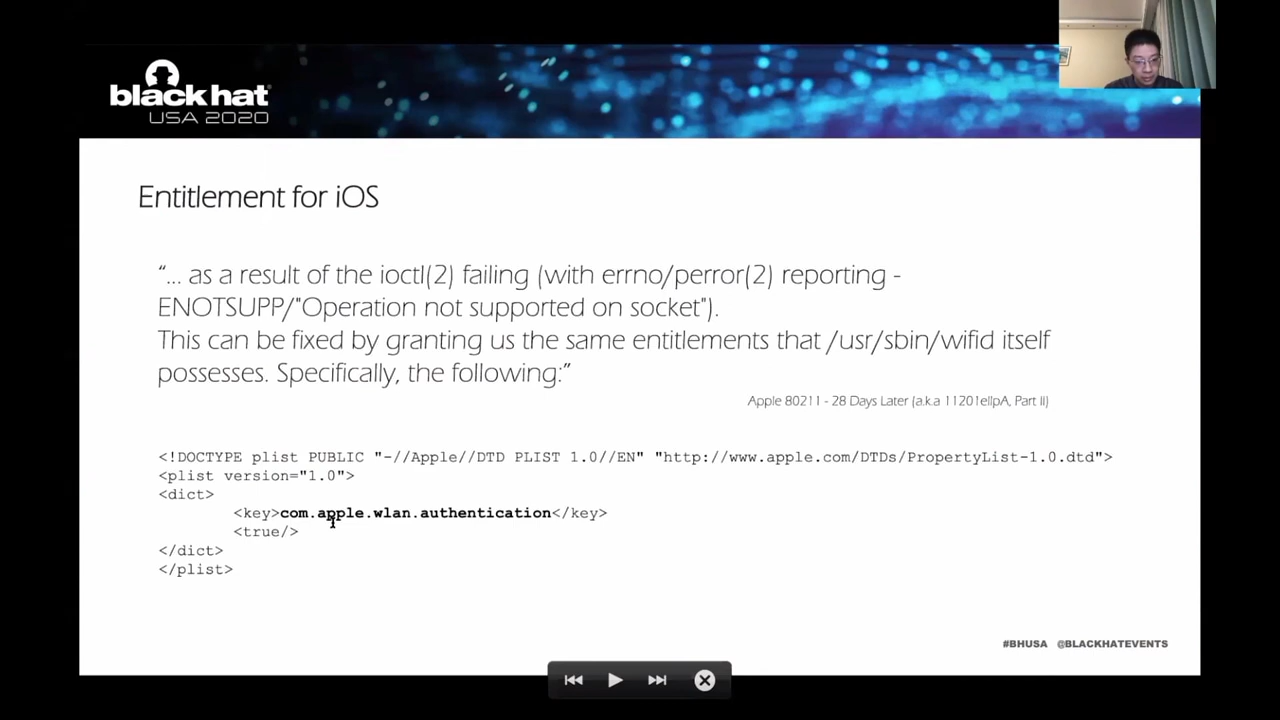 black hat
USA 2020
Entitlement for iOS
“... as a result of the ioctl(2) failing (with errno/perror(2) reporting -
ENOTSUPP/"Operation not supported on socket").
This can be fixed by granting us the same entitlements that /usr/sbin/wifid itself
possesses. Specifically, the following:”
Apple 80211 - 28 Days Later (a.k.a 11201ellpA, Part II)
<!DOCTYPE plist PUBLIC "-//Apple//DTD PLIST 1.0//EN" "http://www.apple.com/DTDs/PropertyList-1.0.dtd">
<plist version="1.0">
<dict>
<key>com.apple.wlan.authentication</key>
<true/>
</dict>
</plist>
#BHUSA @BLACKHATEVENTS